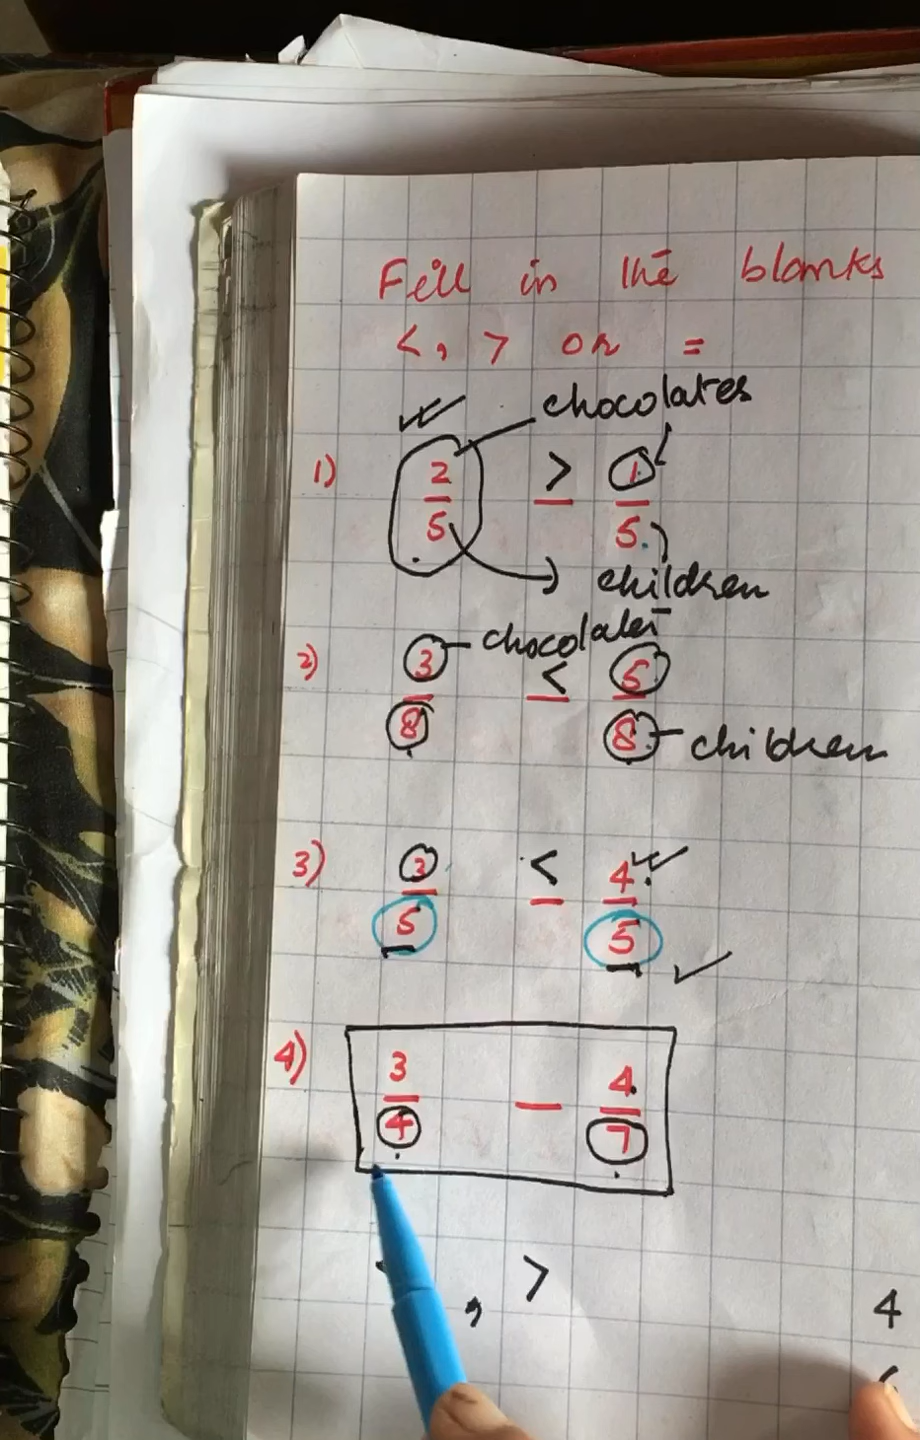 Fill in the blanks
<, > or =
chocolates
1) 2/5 > 1/5
children
chocolates
2) 3/8 < 5/8
children
3) 3/5 < 4/5
4) 3/4 _ 4/7
, >
4